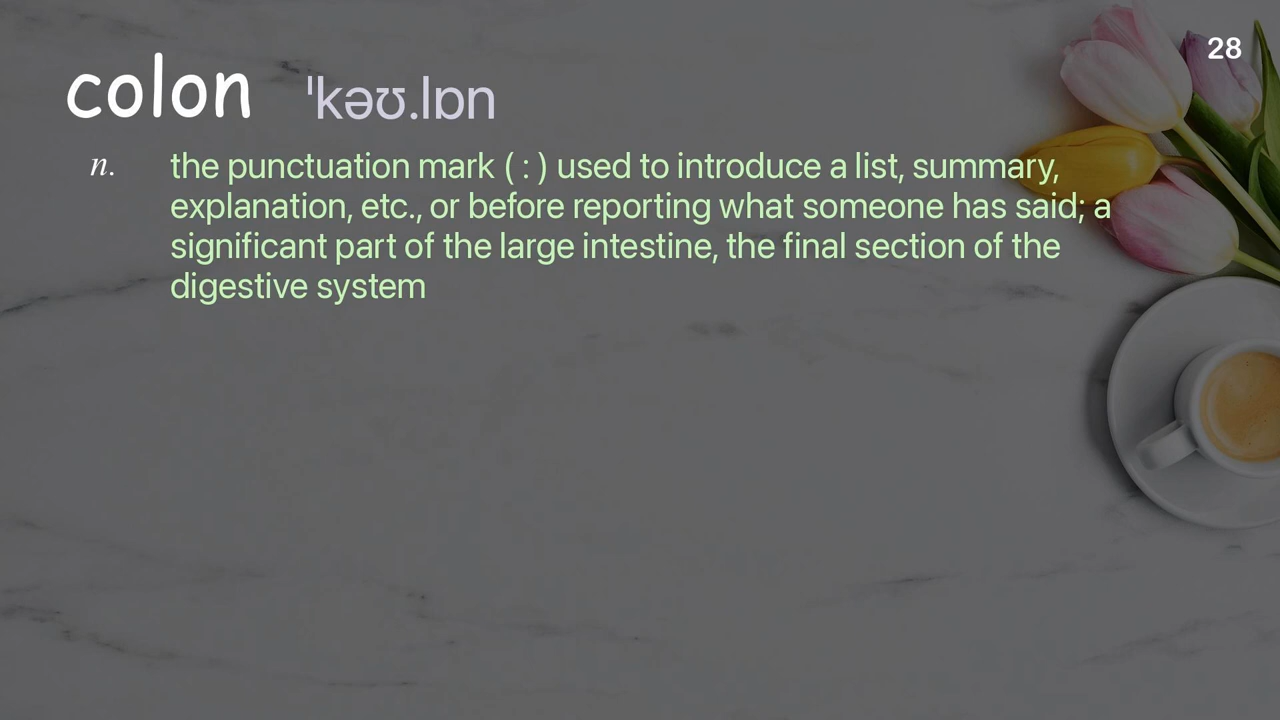 28
colon ˈkəʊ.lɒn
n. the punctuation mark ( : ) used to introduce a list, summary,
explanation, etc., or before reporting what someone has said; a
significant part of the large intestine, the final section of the
digestive system